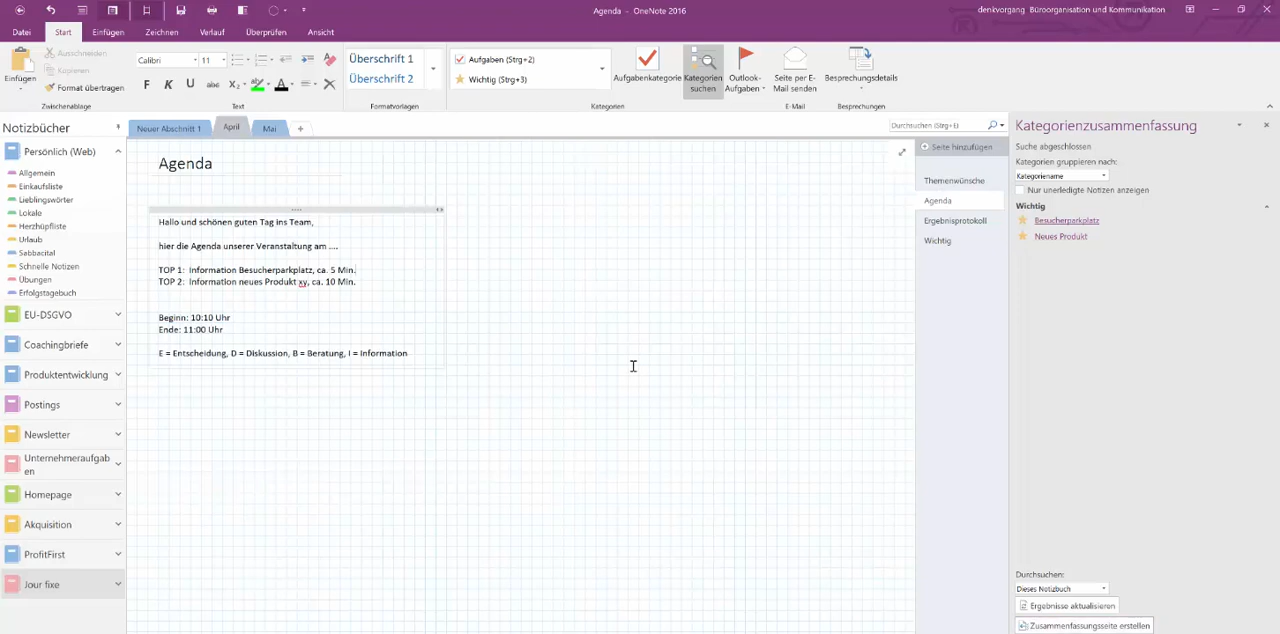 Agenda - OneNote 2016
denkvorgang Büroorganisation und Kommunikation
Datei Start Einfügen Zeichnen Verlauf Überprüfen Ansicht
Einfügen
Ausschneiden
Kopieren
Format übertragen
Zwischenablage
Calibri 11
F K U abc X₂ A
Text
Überschrift 1
Überschrift 2
Formatvorlagen
Aufgaben (Strg+2)
Wichtig (Strg+3)
Aufgabenkategorie
Kategorien suchen
Kategorien
Outlook-Aufgaben
Seite per E-Mail senden
E-Mail
Besprechungsdetails
Besprechungen
Notizbücher
Persönlich (Web)
Allgemein
Einkaufsliste
Lieblingswörter
Lokale
Herzhüpfliste
Urlaub
Sabbacital
Schnelle Notizen
Übungen
Erfolgstagebuch
EU-DSGVO
Coachingbriefe
Produktentwicklung
Postings
Newsletter
Unternehmeraufgab
en
Homepage
Akquisition
ProfitFirst
Jour fixe
Neuer Abschnitt 1 April Mai +
Durchsuchen (Strg+E)
Agenda
Hallo und schönen guten Tag ins Team,
hier die Agenda unserer Veranstaltung am ....
TOP 1: Information Besucherparkplatz, ca. 5 Min.
TOP 2: Information neues Produkt xy, ca. 10 Min.
Beginn: 10:10 Uhr
Ende: 11:00 Uhr
E = Entscheidung, D = Diskussion, B = Beratung, I = Information
Seite hinzufügen
Themenwünsche
Agenda
Ergebnisprotokoll
Wichtig
Kategorienzusammenfassung
Suche abgeschlossen
Kategorien gruppieren nach:
Kategoriename
Nur unerledigte Notizen anzeigen
Wichtig
Besucherparkplatz
Neues Produkt
Durchsuchen:
Dieses Notizbuch
Ergebnisse aktualisieren
Zusammenfassungsseite erstellen